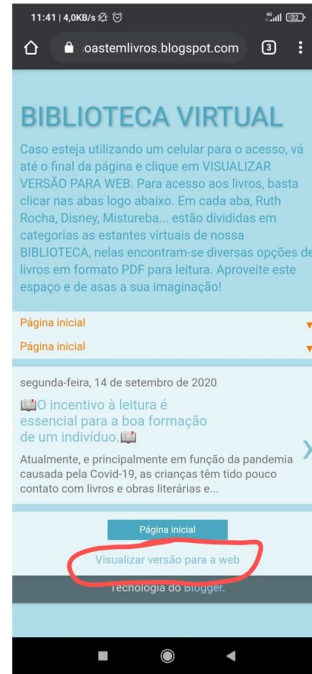 11:41 | 4,0KB/s
4G
32
oastemlivros.blogspot.com
3
BIBLIOTECA VIRTUAL
Caso esteja utilizando um celular para o acesso, vá
até o final da página e clique em VISUALIZAR
VERSÃO PARA WEB. Para acesso aos livros, basta
clicar nas abas logo abaixo. Em cada aba, Ruth
Rocha, Disney, Mistureba... estão divididas em
categorias as estantes virtuais de nossa
BIBLIOTECA, nelas encontram-se diversas opções de
livros em formato PDF para leitura. Aproveite este
espaço e de asas a sua imaginação!
Página inicial
Página inicial
segunda-feira, 14 de setembro de 2020
📖O incentivo à leitura é
essencial para a boa formação
de um indivíduo.📖
Atualmente, e principalmente em função da pandemia
causada pela Covid-19, as crianças têm tido pouco
contato com livros e obras literárias e...
Página inicial
Visualizar versão para a web
Tecnologia do Blogger.